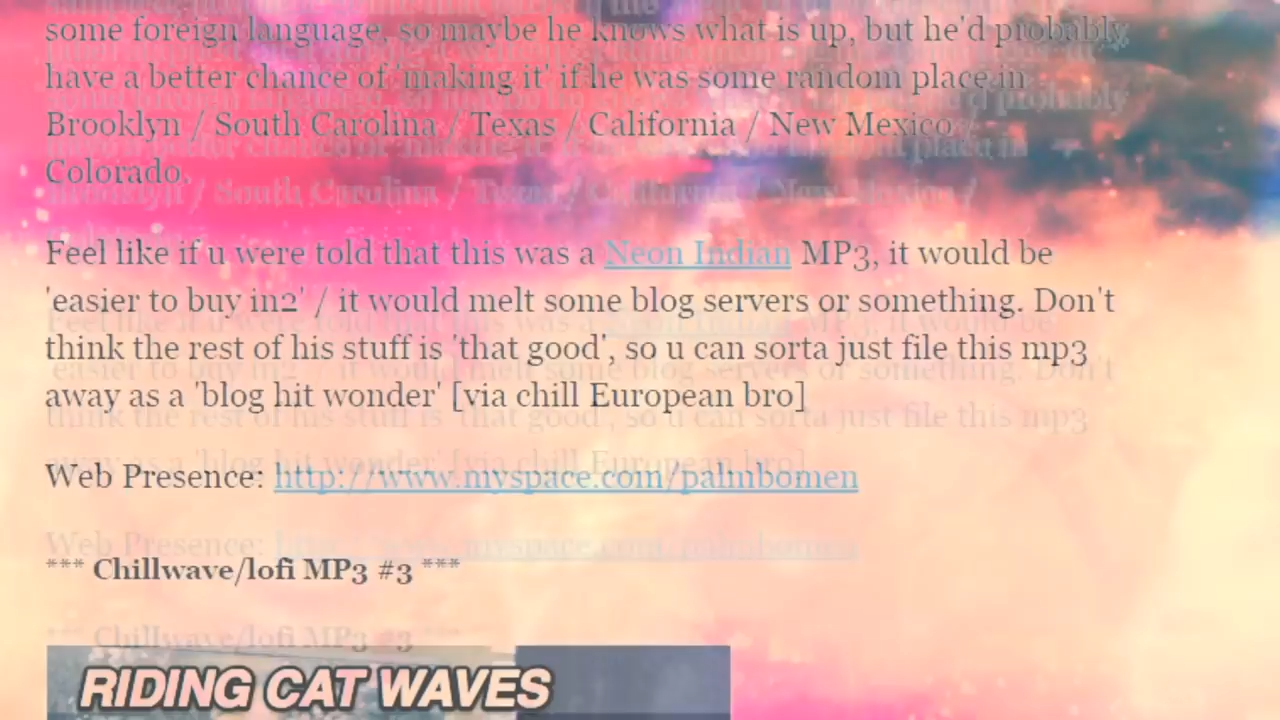 some foreign language, so maybe he knows what is up, but he'd probably
have a better chance of 'making it' if he was some random place in
Brooklyn / South Carolina / Texas / California / New Mexico /
Colorado.
Feel like if u were told that this was a Neon Indian MP3, it would be
'easier to buy in2' / it would melt some blog servers or something. Don't
think the rest of his stuff is 'that good', so u can sorta just file this mp3
away as a 'blog hit wonder' [via chill European bro]
Web Presence: http://www.myspace.com/palmbomen
*** Chillwave/lofi MP3 #3 ***
RIDING CAT WAVES